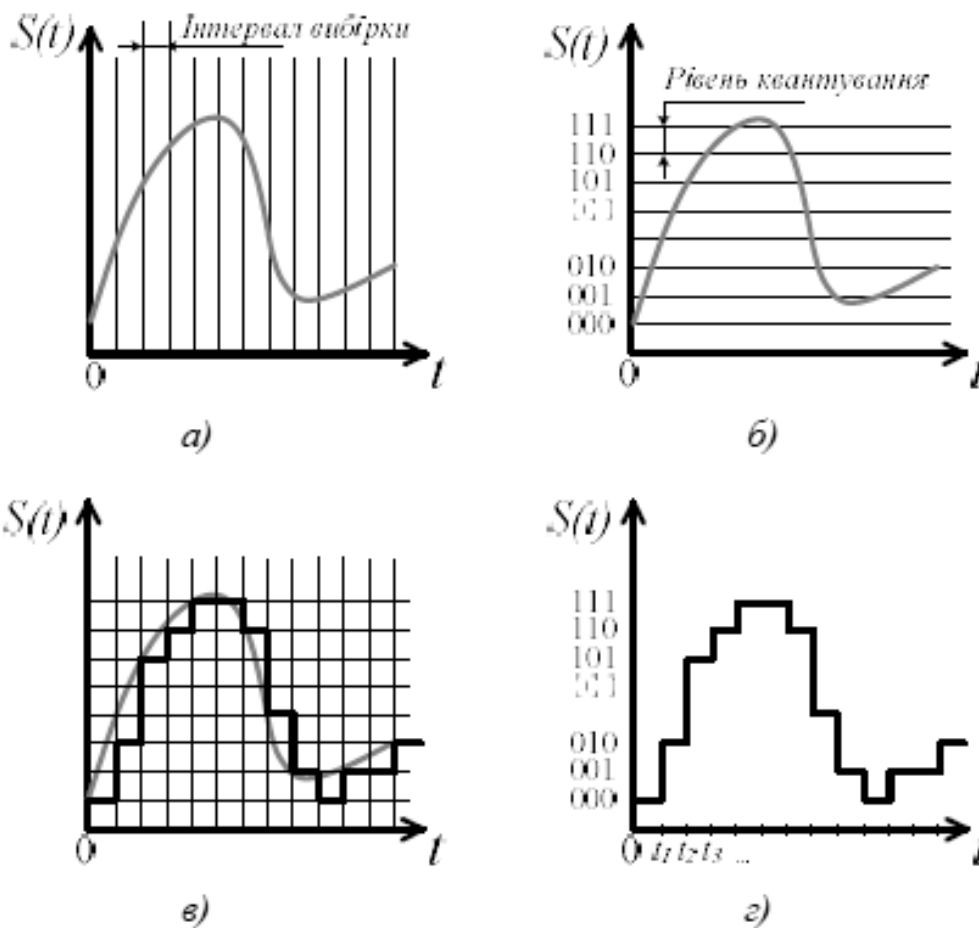 S(t)
Інтервал вибірки
0
t
а)
S(t)
Рівень квантування
111
110
101
010
001
000
0
б)
S(t)
0
t
в)
S(t)
111
110
101
010
001
000
0 t1 t2 t3 ...
г)